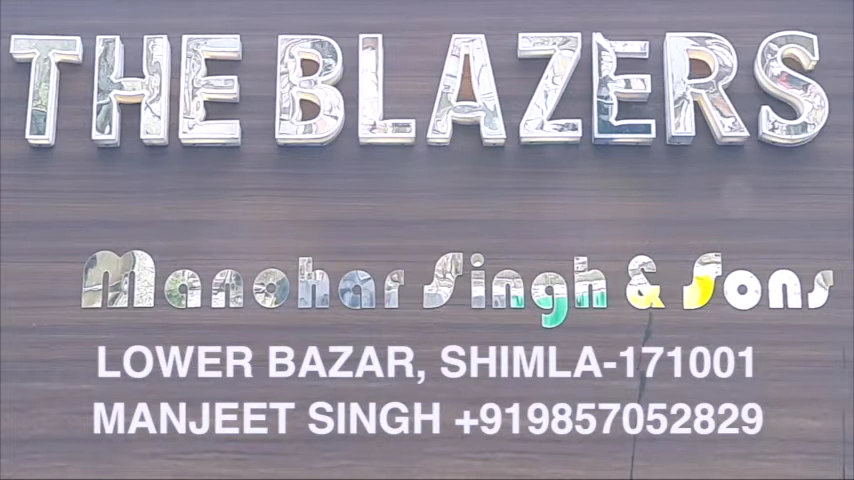 THE BLAZERS
Manohar Singh & Sons
LOWER BAZAR, SHIMLA-171001
MANJEET SINGH +919857052829